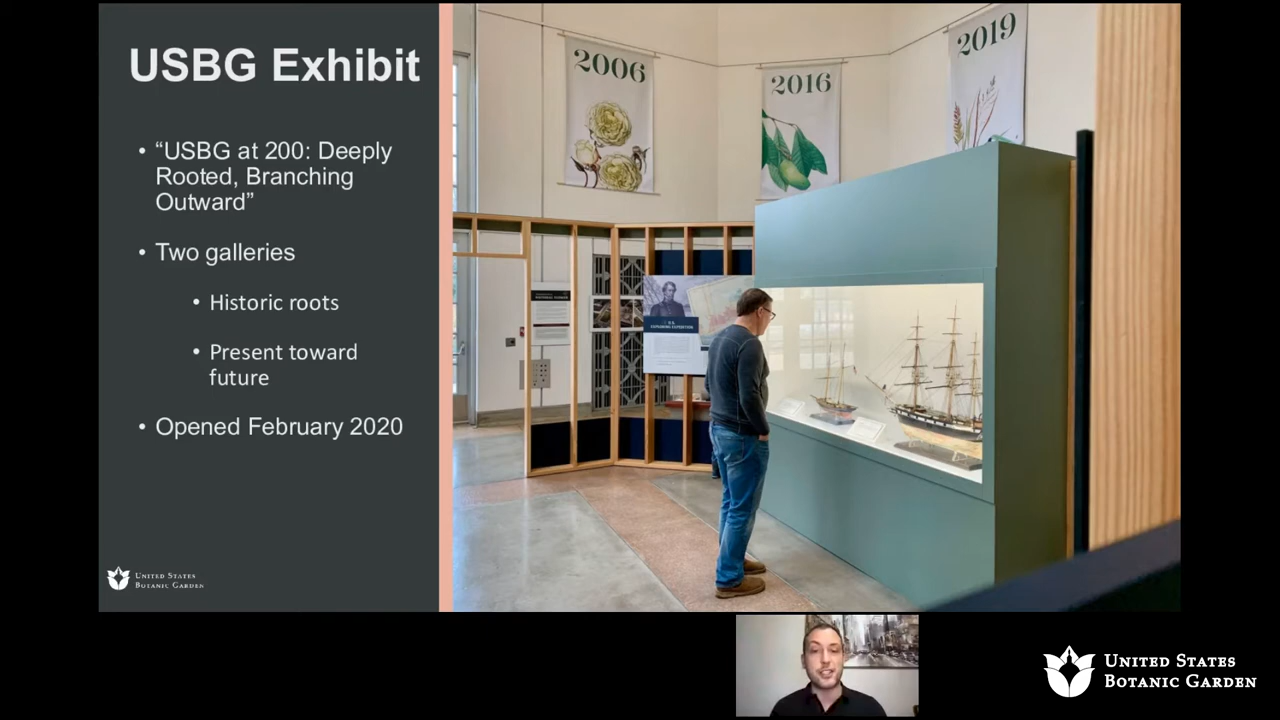 USBG Exhibit
• “USBG at 200: Deeply
Rooted, Branching
Outward”
• Two galleries
• Historic roots
• Present toward
future
• Opened February 2020
UNITED STATES
BOTANIC GARDEN
2006
2016
2019
U.S.
EXPLORING EXPEDITION
UNITED STATES
BOTANIC GARDEN